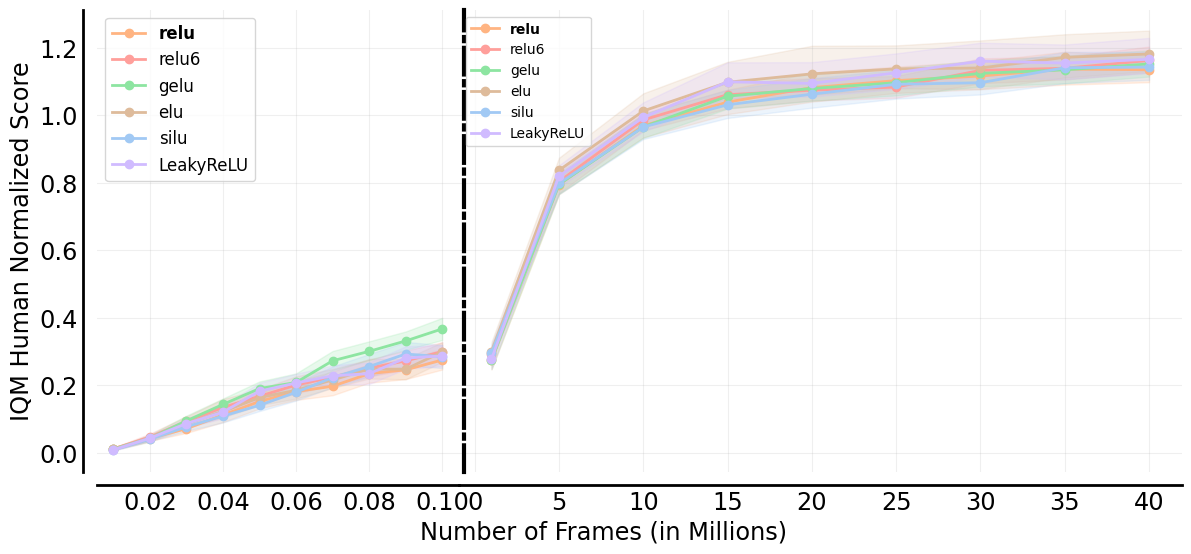 IQM Human Normalized Score
1.2
1.0
0.8
0.6
0.4
0.2
0.0
relu
relu6
gelu
elu
silu
LeakyReLU
relu
relu6
gelu
elu
silu
LeakyReLU
0.02 0.04 0.06 0.08 0.100 0 5 10 15 20 25 30 35 40
Number of Frames (in Millions)